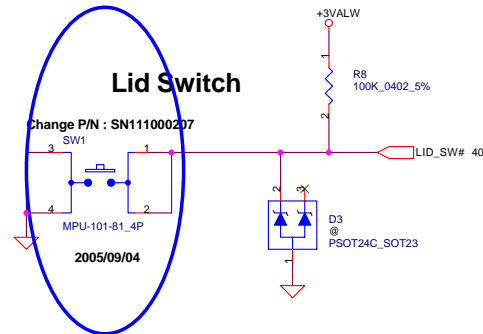 +3VALW
1
R8
100K_0402_5%
2
Lid Switch
Change P/N : SN111000207
SW1
3
1
LID_SW# 40
4
2
MPU-101-81_4P
2
3
D3
@
PSOT24C_SOT23
1
2005/09/04